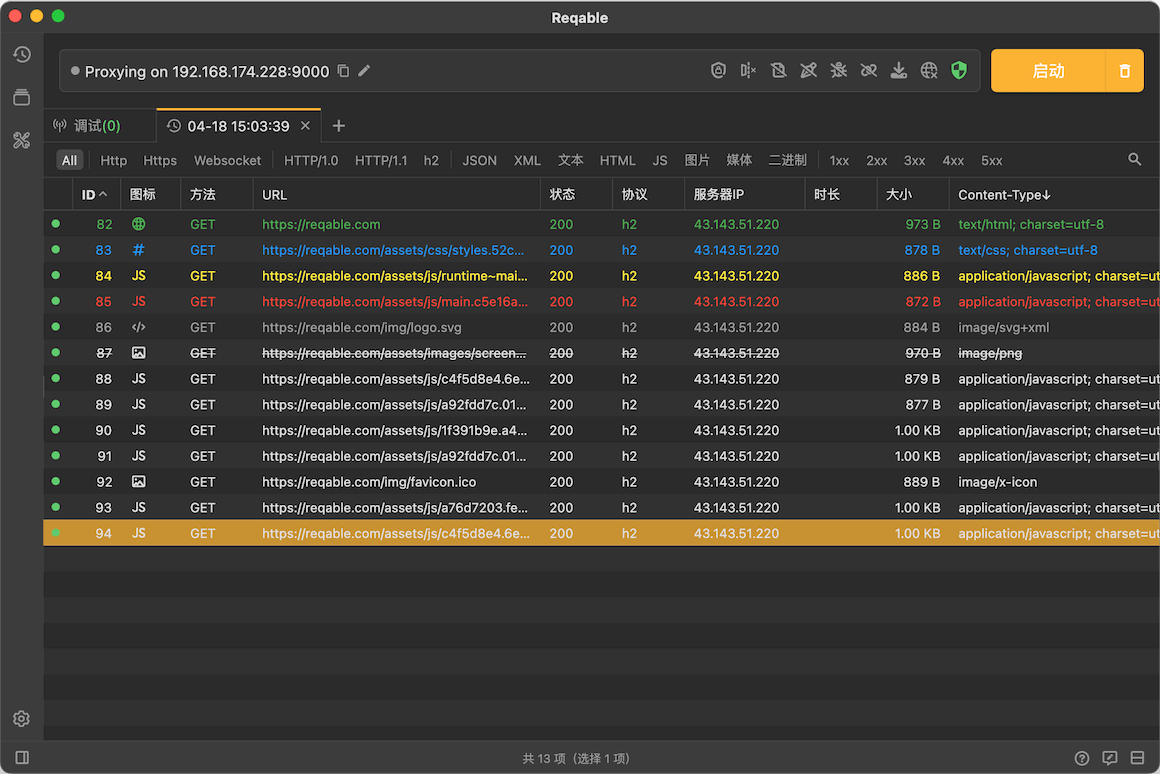 Reqable
Proxying on 192.168.174.228:9000
启动
调试(0) 04-18 15:03:39
All Http Https Websocket HTTP/1.0 HTTP/1.1 h2 JSON XML 文本 HTML JS 图片 媒体 二进制 1xx 2xx 3xx 4xx 5xx
ID 图标 方法 URL 状态 协议 服务器IP 时长 大小 Content-Type↓
82 GET https://reqable.com 200 h2 43.143.51.220 973 B text/html; charset=utf-8
83 # GET https://reqable.com/assets/css/styles.52c... 200 h2 43.143.51.220 878 B text/css; charset=utf-8
84 JS GET https://reqable.com/assets/js/runtime~mai... 200 h2 43.143.51.220 886 B application/javascript; charset=ut
85 JS GET https://reqable.com/assets/js/main.c5e16a... 200 h2 43.143.51.220 872 B application/javascript; charset=ut
86 </> GET https://reqable.com/img/logo.svg 200 h2 43.143.51.220 884 B image/svg+xml
87 GET https://reqable.com/assets/images/screen... 200 h2 43.143.51.220 970 B image/png
88 JS GET https://reqable.com/assets/js/c4f5d8e4.6e... 200 h2 43.143.51.220 879 B application/javascript; charset=ut
89 JS GET https://reqable.com/assets/js/a92fdd7c.01... 200 h2 43.143.51.220 877 B application/javascript; charset=ut
90 JS GET https://reqable.com/assets/js/1f391b9e.a4... 200 h2 43.143.51.220 1.00 KB application/javascript; charset=ut
91 JS GET https://reqable.com/assets/js/a92fdd7c.01... 200 h2 43.143.51.220 1.00 KB application/javascript; charset=ut
92 GET https://reqable.com/img/favicon.ico 200 h2 43.143.51.220 889 B image/x-icon
93 JS GET https://reqable.com/assets/js/a76d7203.fe... 200 h2 43.143.51.220 1.00 KB application/javascript; charset=ut
94 JS GET https://reqable.com/assets/js/c4f5d8e4.6e... 200 h2 43.143.51.220 1.00 KB application/javascript; charset=ut
共 13 项（选择 1 项）